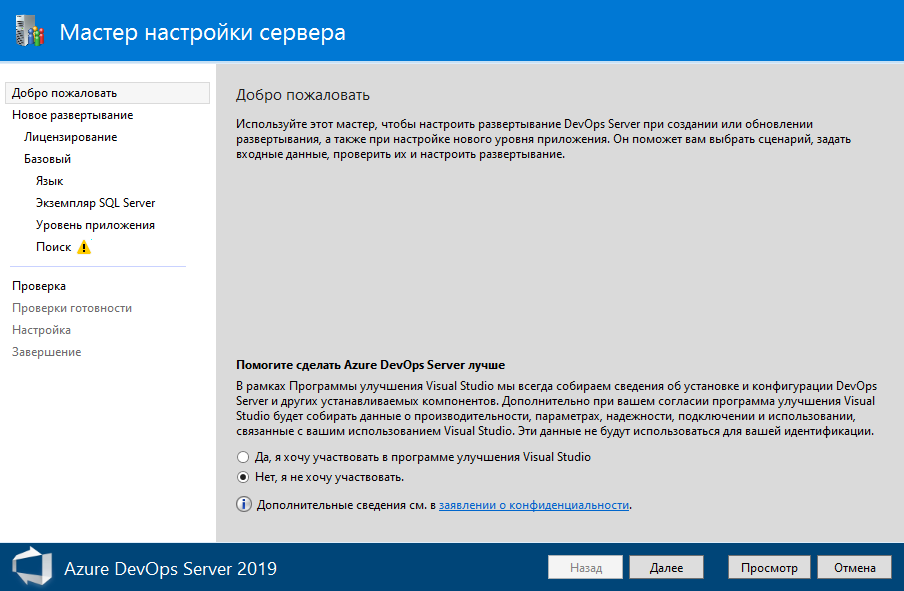 Мастер настройки сервера
Добро пожаловать
Новое развертывание
Лицензирование
Базовый
Язык
Экземпляр SQL Server
Уровень приложения
Поиск
Проверка
Проверки готовности
Настройка
Завершение
Добро пожаловать
Используйте этот мастер, чтобы настроить развертывание DevOps Server при создании или обновлении
развертывания, а также при настройке нового уровня приложения. Он поможет вам выбрать сценарий, задать
входные данные, проверить их и настроить развертывание.
Помогите сделать Azure DevOps Server лучше
В рамках Программы улучшения Visual Studio мы всегда собираем сведения об установке и конфигурации DevOps
Server и других устанавливаемых компонентов. Дополнительно при вашем согласии программа улучшения Visual
Studio будет собирать данные о производительности, параметрах, надежности, подключении и использовании,
связанные с вашим использованием Visual Studio. Эти данные не будут использоваться для вашей идентификации.
Да, я хочу участвовать в программе улучшения Visual Studio
Нет, я не хочу участвовать.
Дополнительные сведения см. в заявлении о конфиденциальности.
Azure DevOps Server 2019
Назад
Далее
Просмотр
Отмена